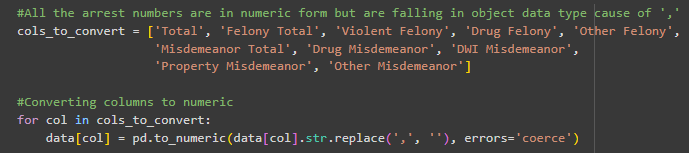 #All the arrest numbers are in numeric form but are falling in object data type cause of ','
cols_to_convert = ['Total', 'Felony Total', 'Violent Felony', 'Drug Felony', 'Other Felony',
'Misdemeanor Total', 'Drug Misdemeanor', 'DWI Misdemeanor',
'Property Misdemeanor', 'Other Misdemeanor']
#Converting columns to numeric
for col in cols_to_convert:
data[col] = pd.to_numeric(data[col].str.replace(',', ''), errors='coerce')